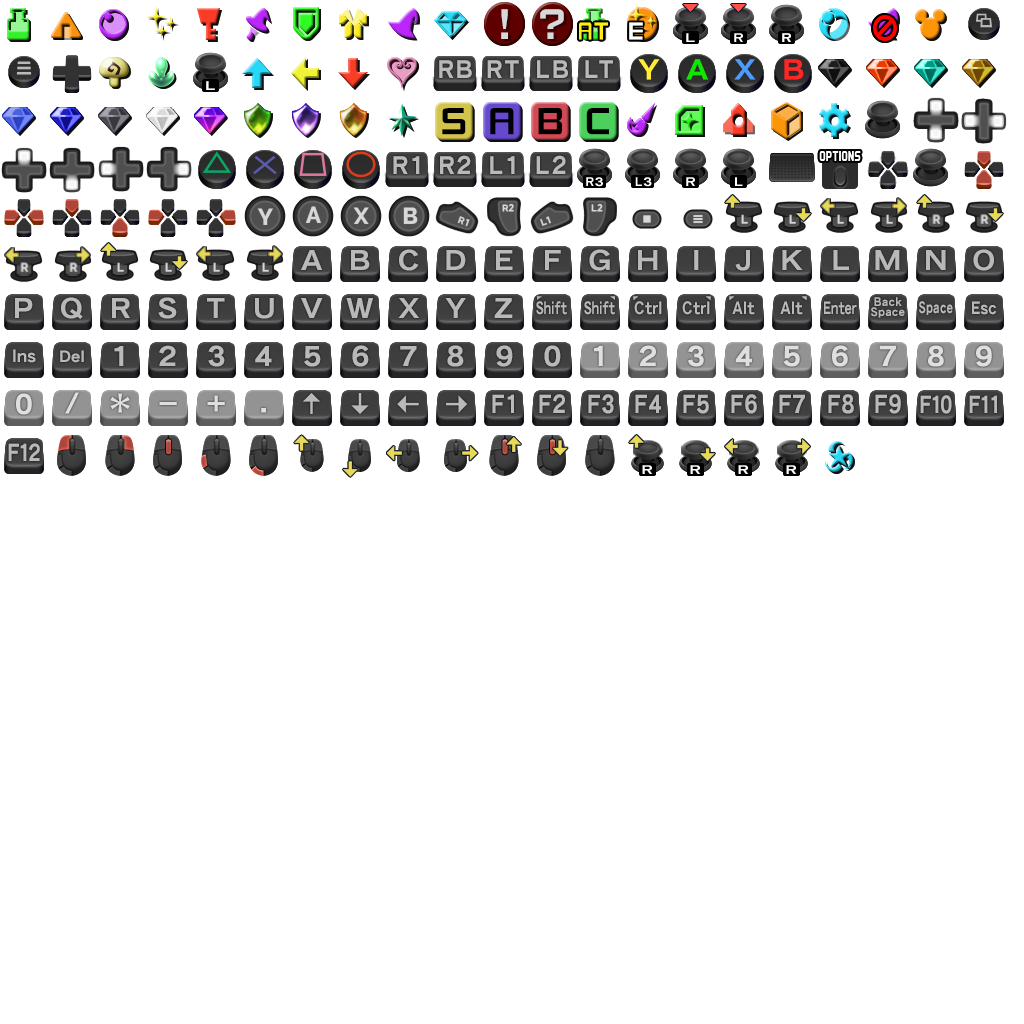 ! ? AT E L R R
L RB RT LB LT Y A X B
S A B C
R1 R2 L1 L2 R3 L3 R L OPTIONS
Y A X B R1 R2 L1 L2 L L L L R R
R R L L L L A B C D E F G H I J K L M N O
P Q R S T U V W X Y Z Shift Shift Ctrl Ctrl Alt Alt Enter Back Space Space Esc
Ins Del 1 2 3 4 5 6 7 8 9 0 1 2 3 4 5 6 7 8 9
0 / * - + . ↑ ↓ ← → F1 F2 F3 F4 F5 F6 F7 F8 F9 F10 F11
F12 R R R R